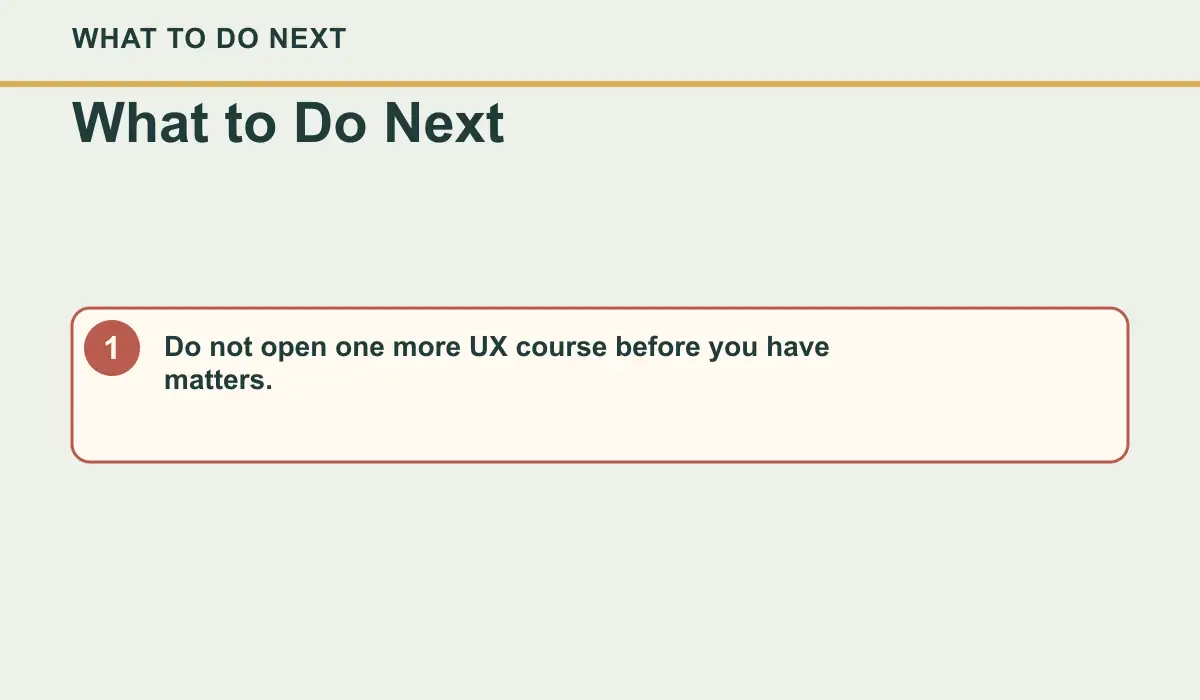 WHAT TO DO NEXT
What to Do Next
1
Do not open one more UX course before you have
matters.